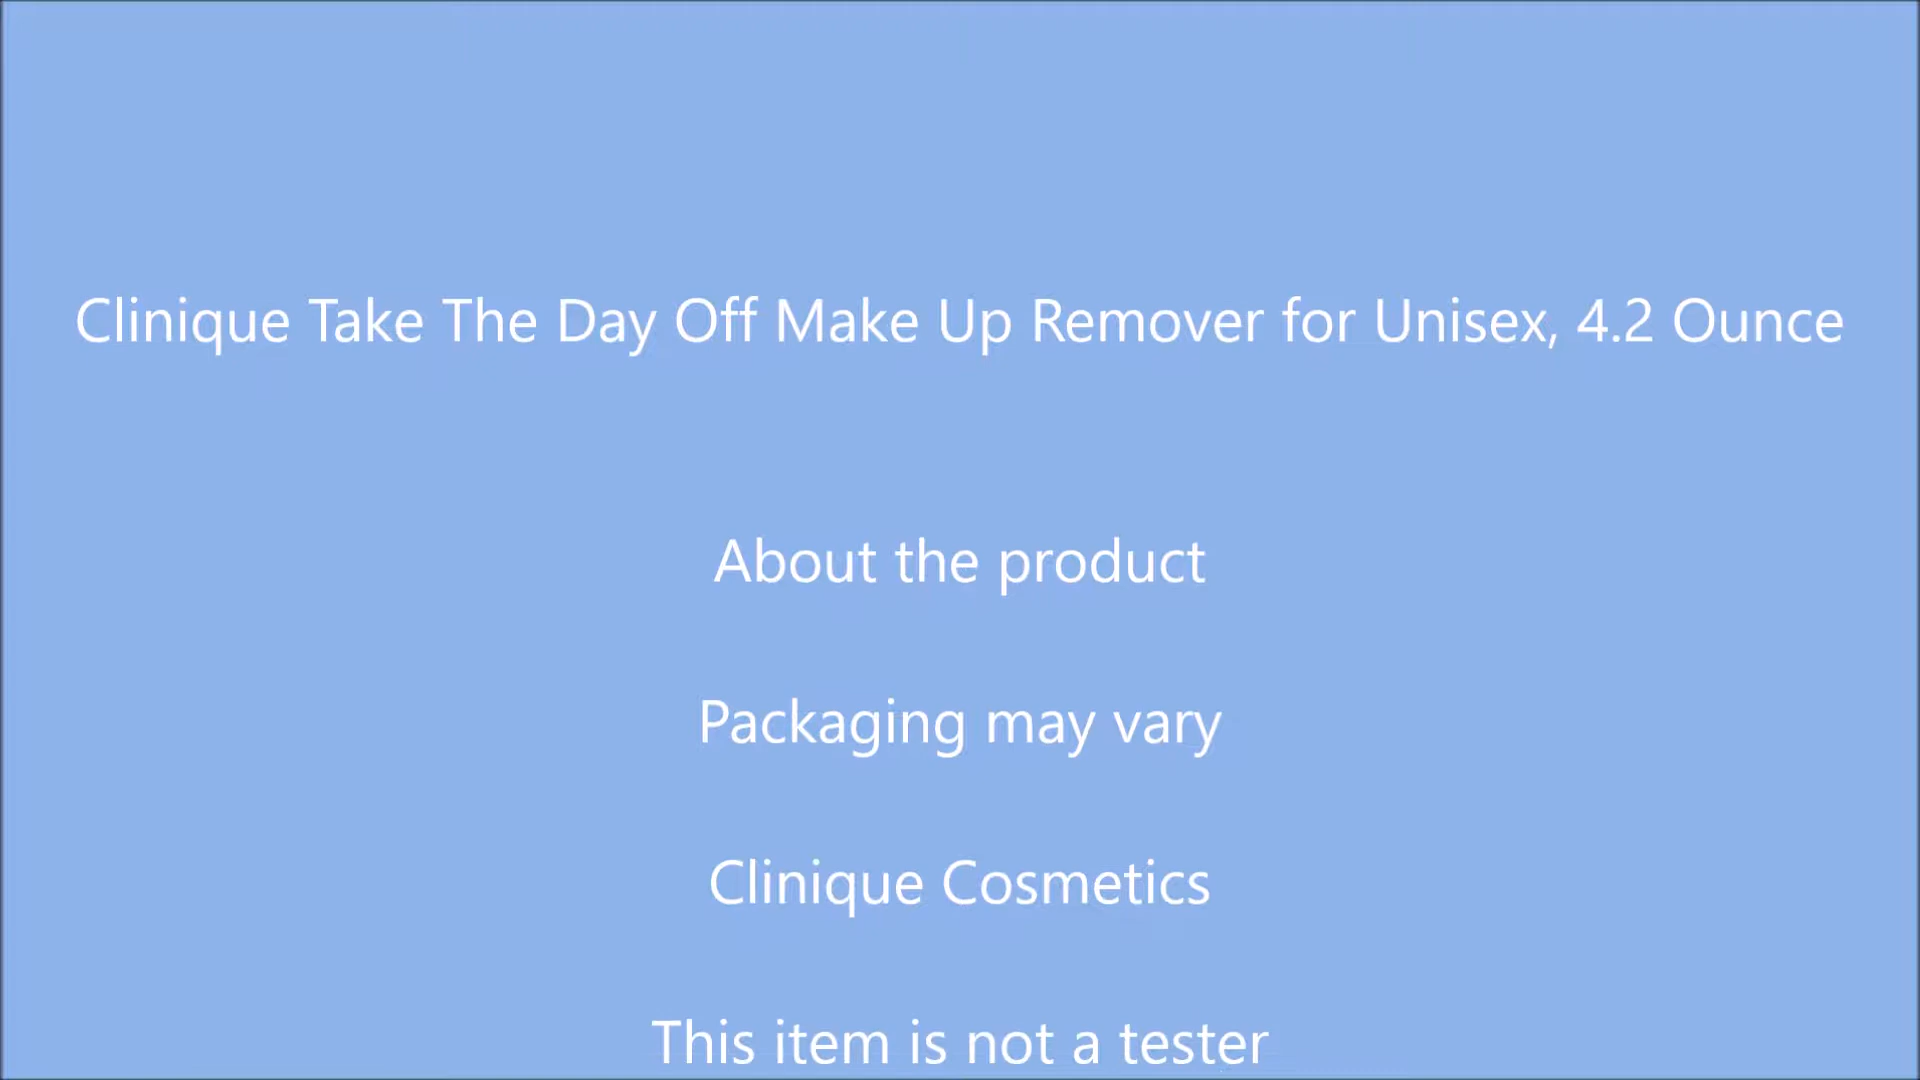 Clinique Take The Day Off Make Up Remover for Unisex, 4.2 Ounce
About the product
Packaging may vary
Clinique Cosmetics
This item is not a tester